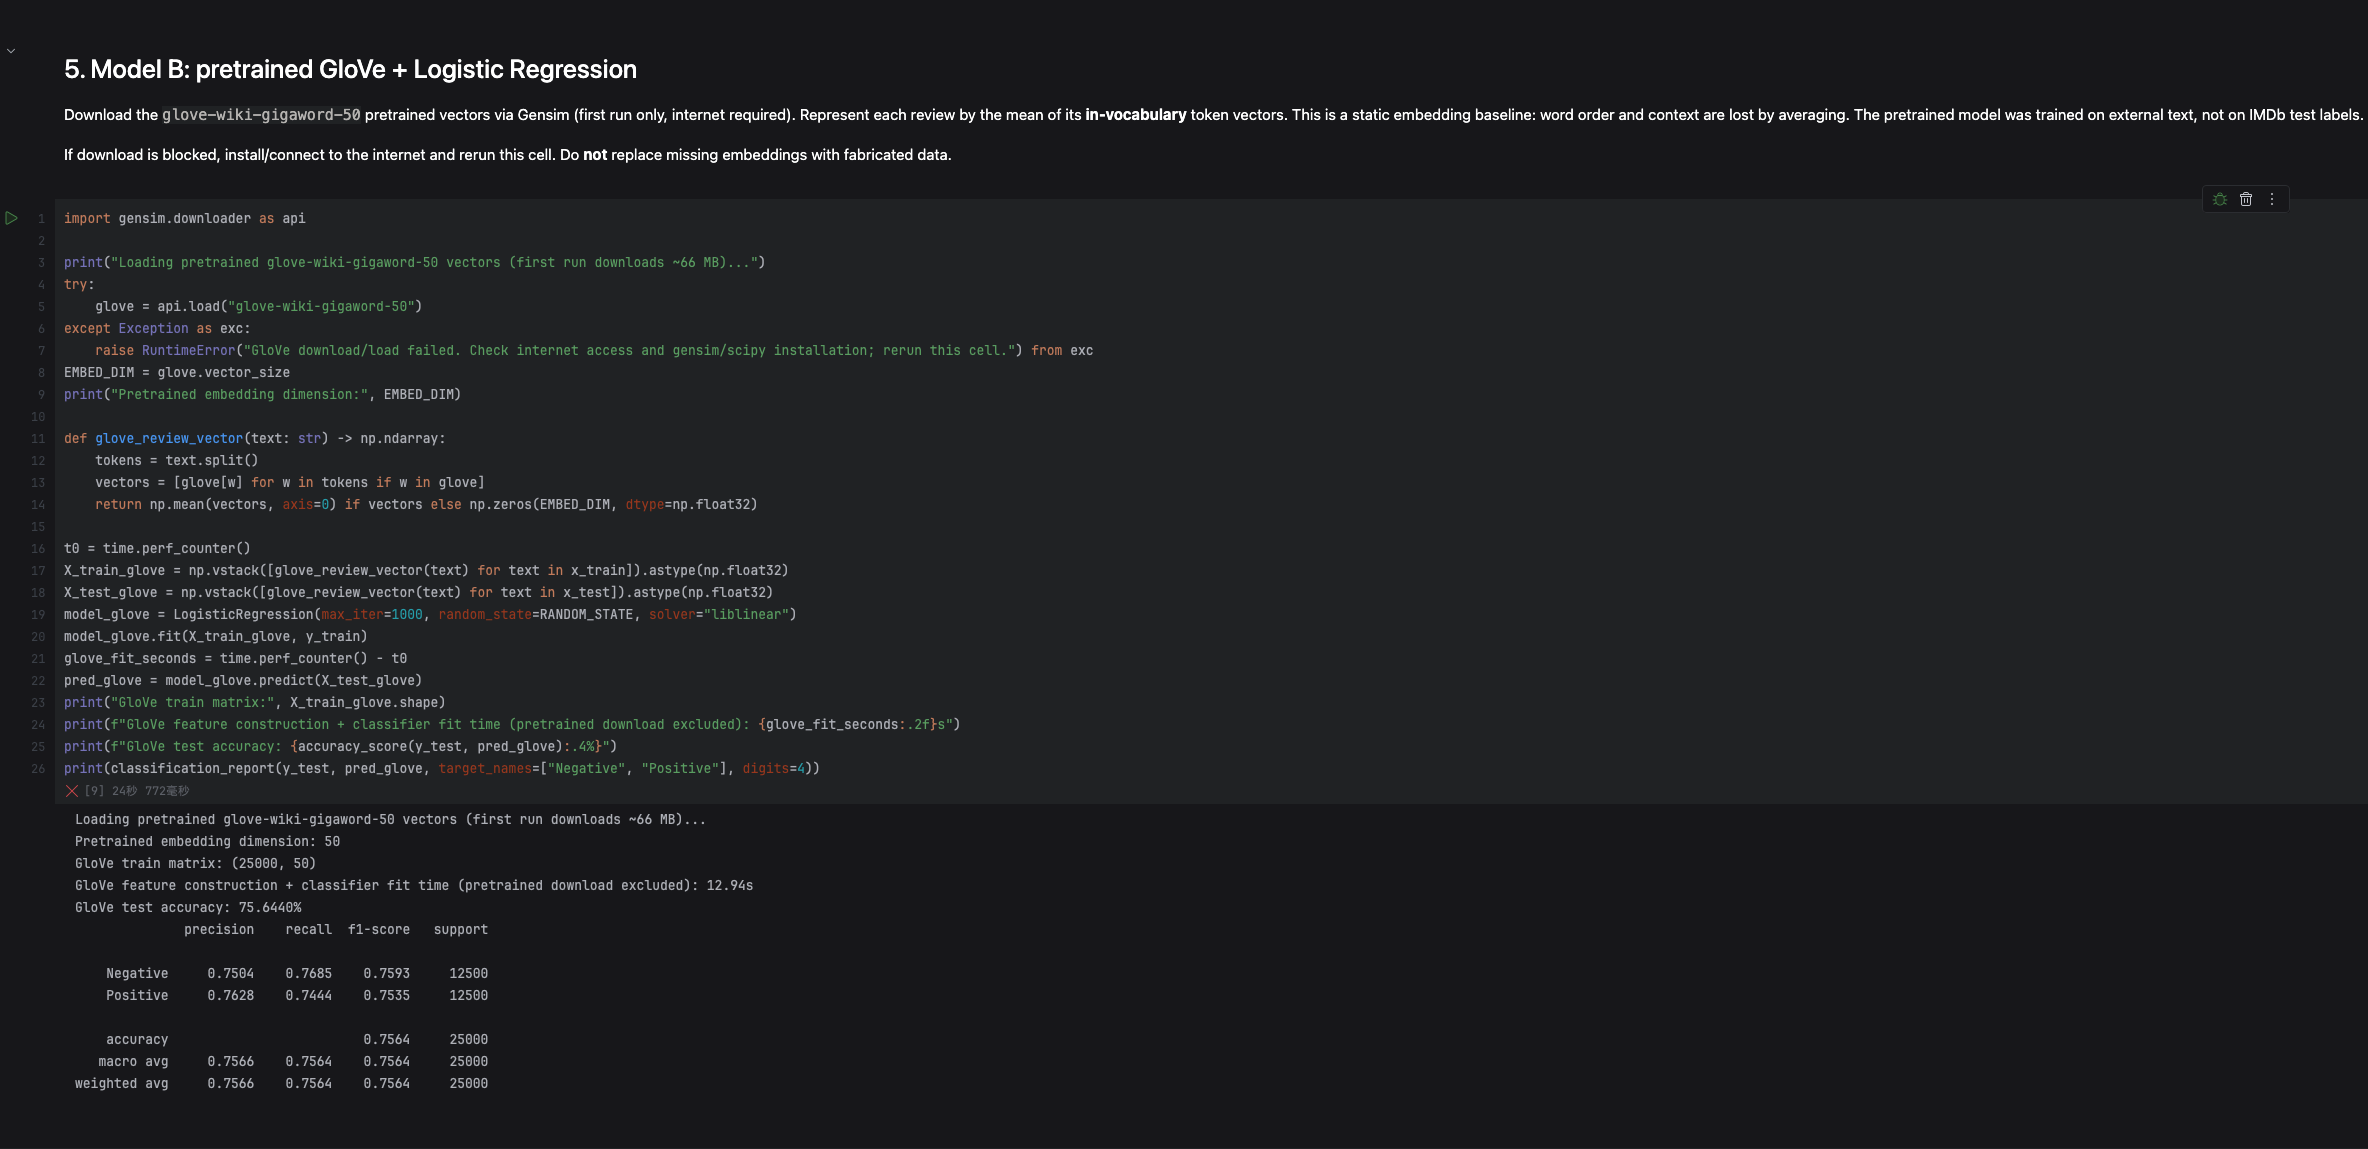 5. Model B: pretrained GloVe + Logistic Regression
Download the glove-wiki-gigaword-50 pretrained vectors via Gensim (first run only, internet required). Represent each review by the mean of its in-vocabulary token vectors. This is a static embedding baseline: word order and context are lost by averaging. The pretrained model was trained on external text, not on IMDb test labels.
If download is blocked, install/connect to the internet and rerun this cell. Do not replace missing embeddings with fabricated data.
1 import gensim.downloader as api
2
3 print("Loading pretrained glove-wiki-gigaword-50 vectors (first run downloads ~66 MB)...")
4 try:
5     glove = api.load("glove-wiki-gigaword-50")
6 except Exception as exc:
7     raise RuntimeError("GloVe download/load failed. Check internet access and gensim/scipy installation; rerun this cell.") from exc
8 EMBED_DIM = glove.vector_size
9 print("Pretrained embedding dimension:", EMBED_DIM)
10
11 def glove_review_vector(text: str) -> np.ndarray:
12     tokens = text.split()
13     vectors = [glove[w] for w in tokens if w in glove]
14     return np.mean(vectors, axis=0) if vectors else np.zeros(EMBED_DIM, dtype=np.float32)
15
16 t0 = time.perf_counter()
17 X_train_glove = np.vstack([glove_review_vector(text) for text in x_train]).astype(np.float32)
18 X_test_glove = np.vstack([glove_review_vector(text) for text in x_test]).astype(np.float32)
19 model_glove = LogisticRegression(max_iter=1000, random_state=RANDOM_STATE, solver="liblinear")
20 model_glove.fit(X_train_glove, y_train)
21 glove_fit_seconds = time.perf_counter() - t0
22 pred_glove = model_glove.predict(X_test_glove)
23 print("GloVe train matrix:", X_train_glove.shape)
24 print(f"GloVe feature construction + classifier fit time (pretrained download excluded): {glove_fit_seconds:.2f}s")
25 print(f"GloVe test accuracy: {accuracy_score(y_test, pred_glove):.4%}")
26 print(classification_report(y_test, pred_glove, target_names=["Negative", "Positive"], digits=4))
[9] 24秒 772毫秒
Loading pretrained glove-wiki-gigaword-50 vectors (first run downloads ~66 MB)...
Pretrained embedding dimension: 50
GloVe train matrix: (25000, 50)
GloVe feature construction + classifier fit time (pretrained download excluded): 12.94s
GloVe test accuracy: 75.6440%
precision recall f1-score support
Negative 0.7504 0.7685 0.7593 12500
Positive 0.7628 0.7444 0.7535 12500
accuracy 0.7564 25000
macro avg 0.7566 0.7564 0.7564 25000
weighted avg 0.7566 0.7564 0.7564 25000